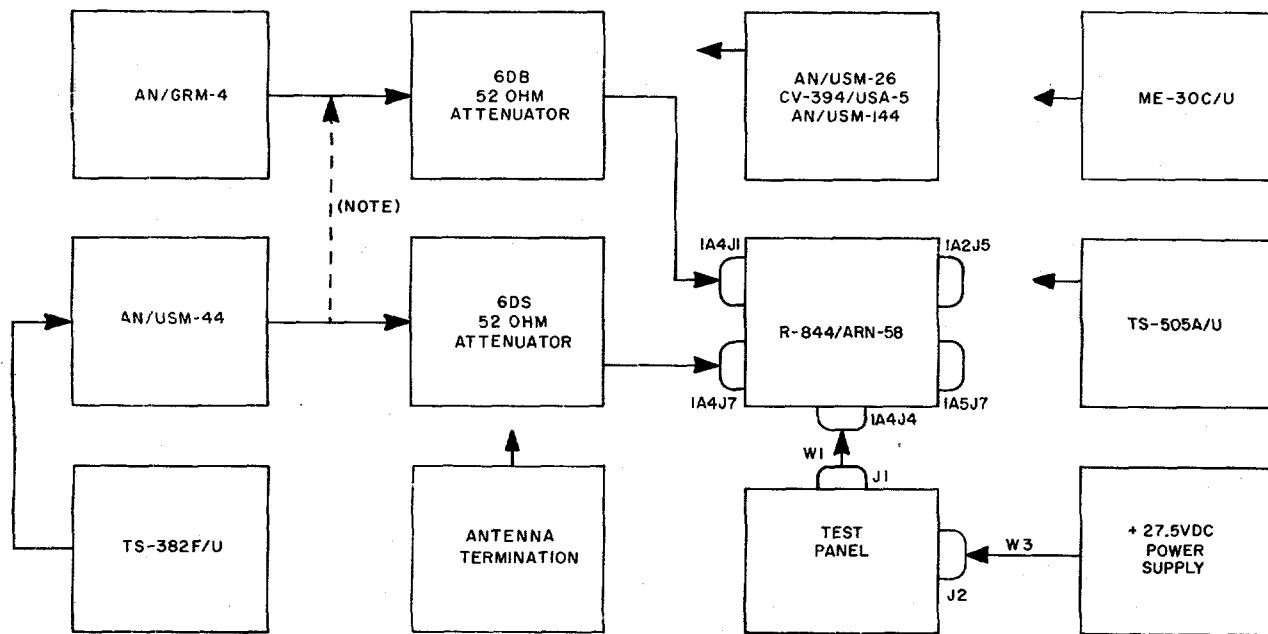 AN/GRM-4
6DB
52 OHM
ATTENUATOR
AN/USM-26
CV-394/USA-5
AN/USM-144
ME-30C/U
(NOTE)
AN/USM-44
6DS
52 OHM
ATTENUATOR
1A4J1
1A2J5
R-844/ARN-58
1A4J7
1A5J7
1A4J4
TS-505A/U
W1
J1
TS-382F/U
ANTENNA
TERMINATION
TEST
PANEL
W3
J2
+ 27.5VDC
POWER
SUPPLY